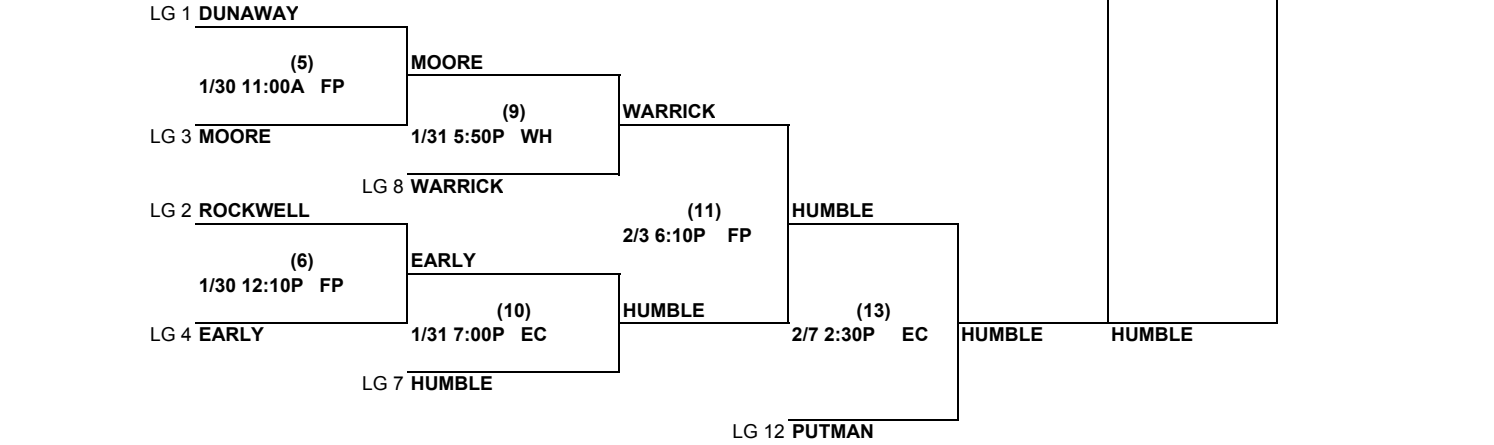 LG 1 DUNAWAY
(5) MOORE
1/30 11:00A FP
(9) WARRICK
LG 3 MOORE 1/31 5:50P WH
LG 8 WARRICK
LG 2 ROCKWELL (11) HUMBLE
2/3 6:10P FP
(6) EARLY
1/30 12:10P FP
(10) HUMBLE (13)
LG 4 EARLY 1/31 7:00P EC 2/7 2:30P EC HUMBLE HUMBLE
LG 7 HUMBLE
LG 12 PUTMAN